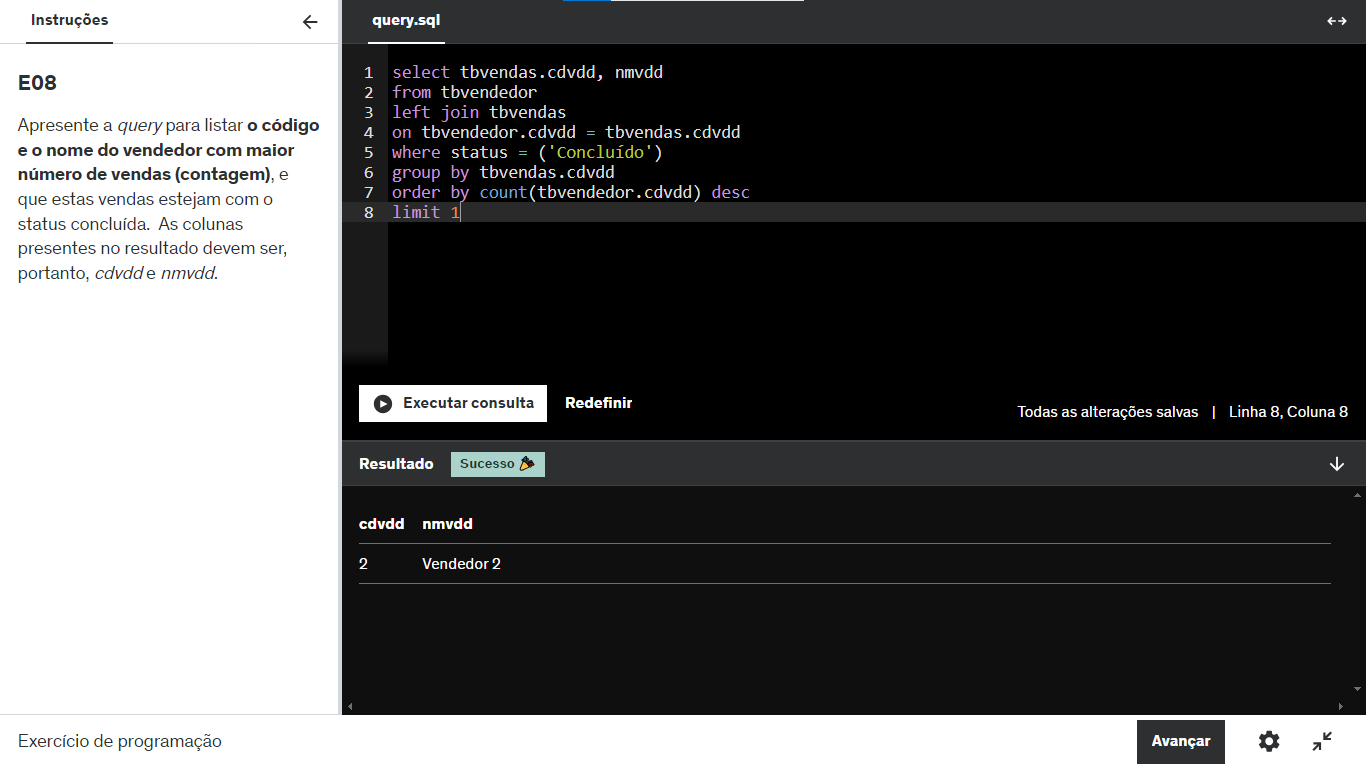 Instruções
E08
Apresente a query para listar o código
e o nome do vendedor com maior
número de vendas (contagem), e
que estas vendas estejam com o
status concluída.  As colunas
presentes no resultado devem ser,
portanto, cdvdd e nmvdd.
query.sql
1 select tbvendas.cdvdd, nmvdd
2 from tbvendedor
3 left join tbvendas
4 on tbvendedor.cdvdd = tbvendas.cdvdd
5 where status = ('Concluído')
6 group by tbvendas.cdvdd
7 order by count(tbvendedor.cdvdd) desc
8 limit 1
Executar consulta Redefinir
Todas as alterações salvas | Linha 8, Coluna 8
Resultado Sucesso
cdvdd nmvdd
2 Vendedor 2
Exercício de programação
Avançar